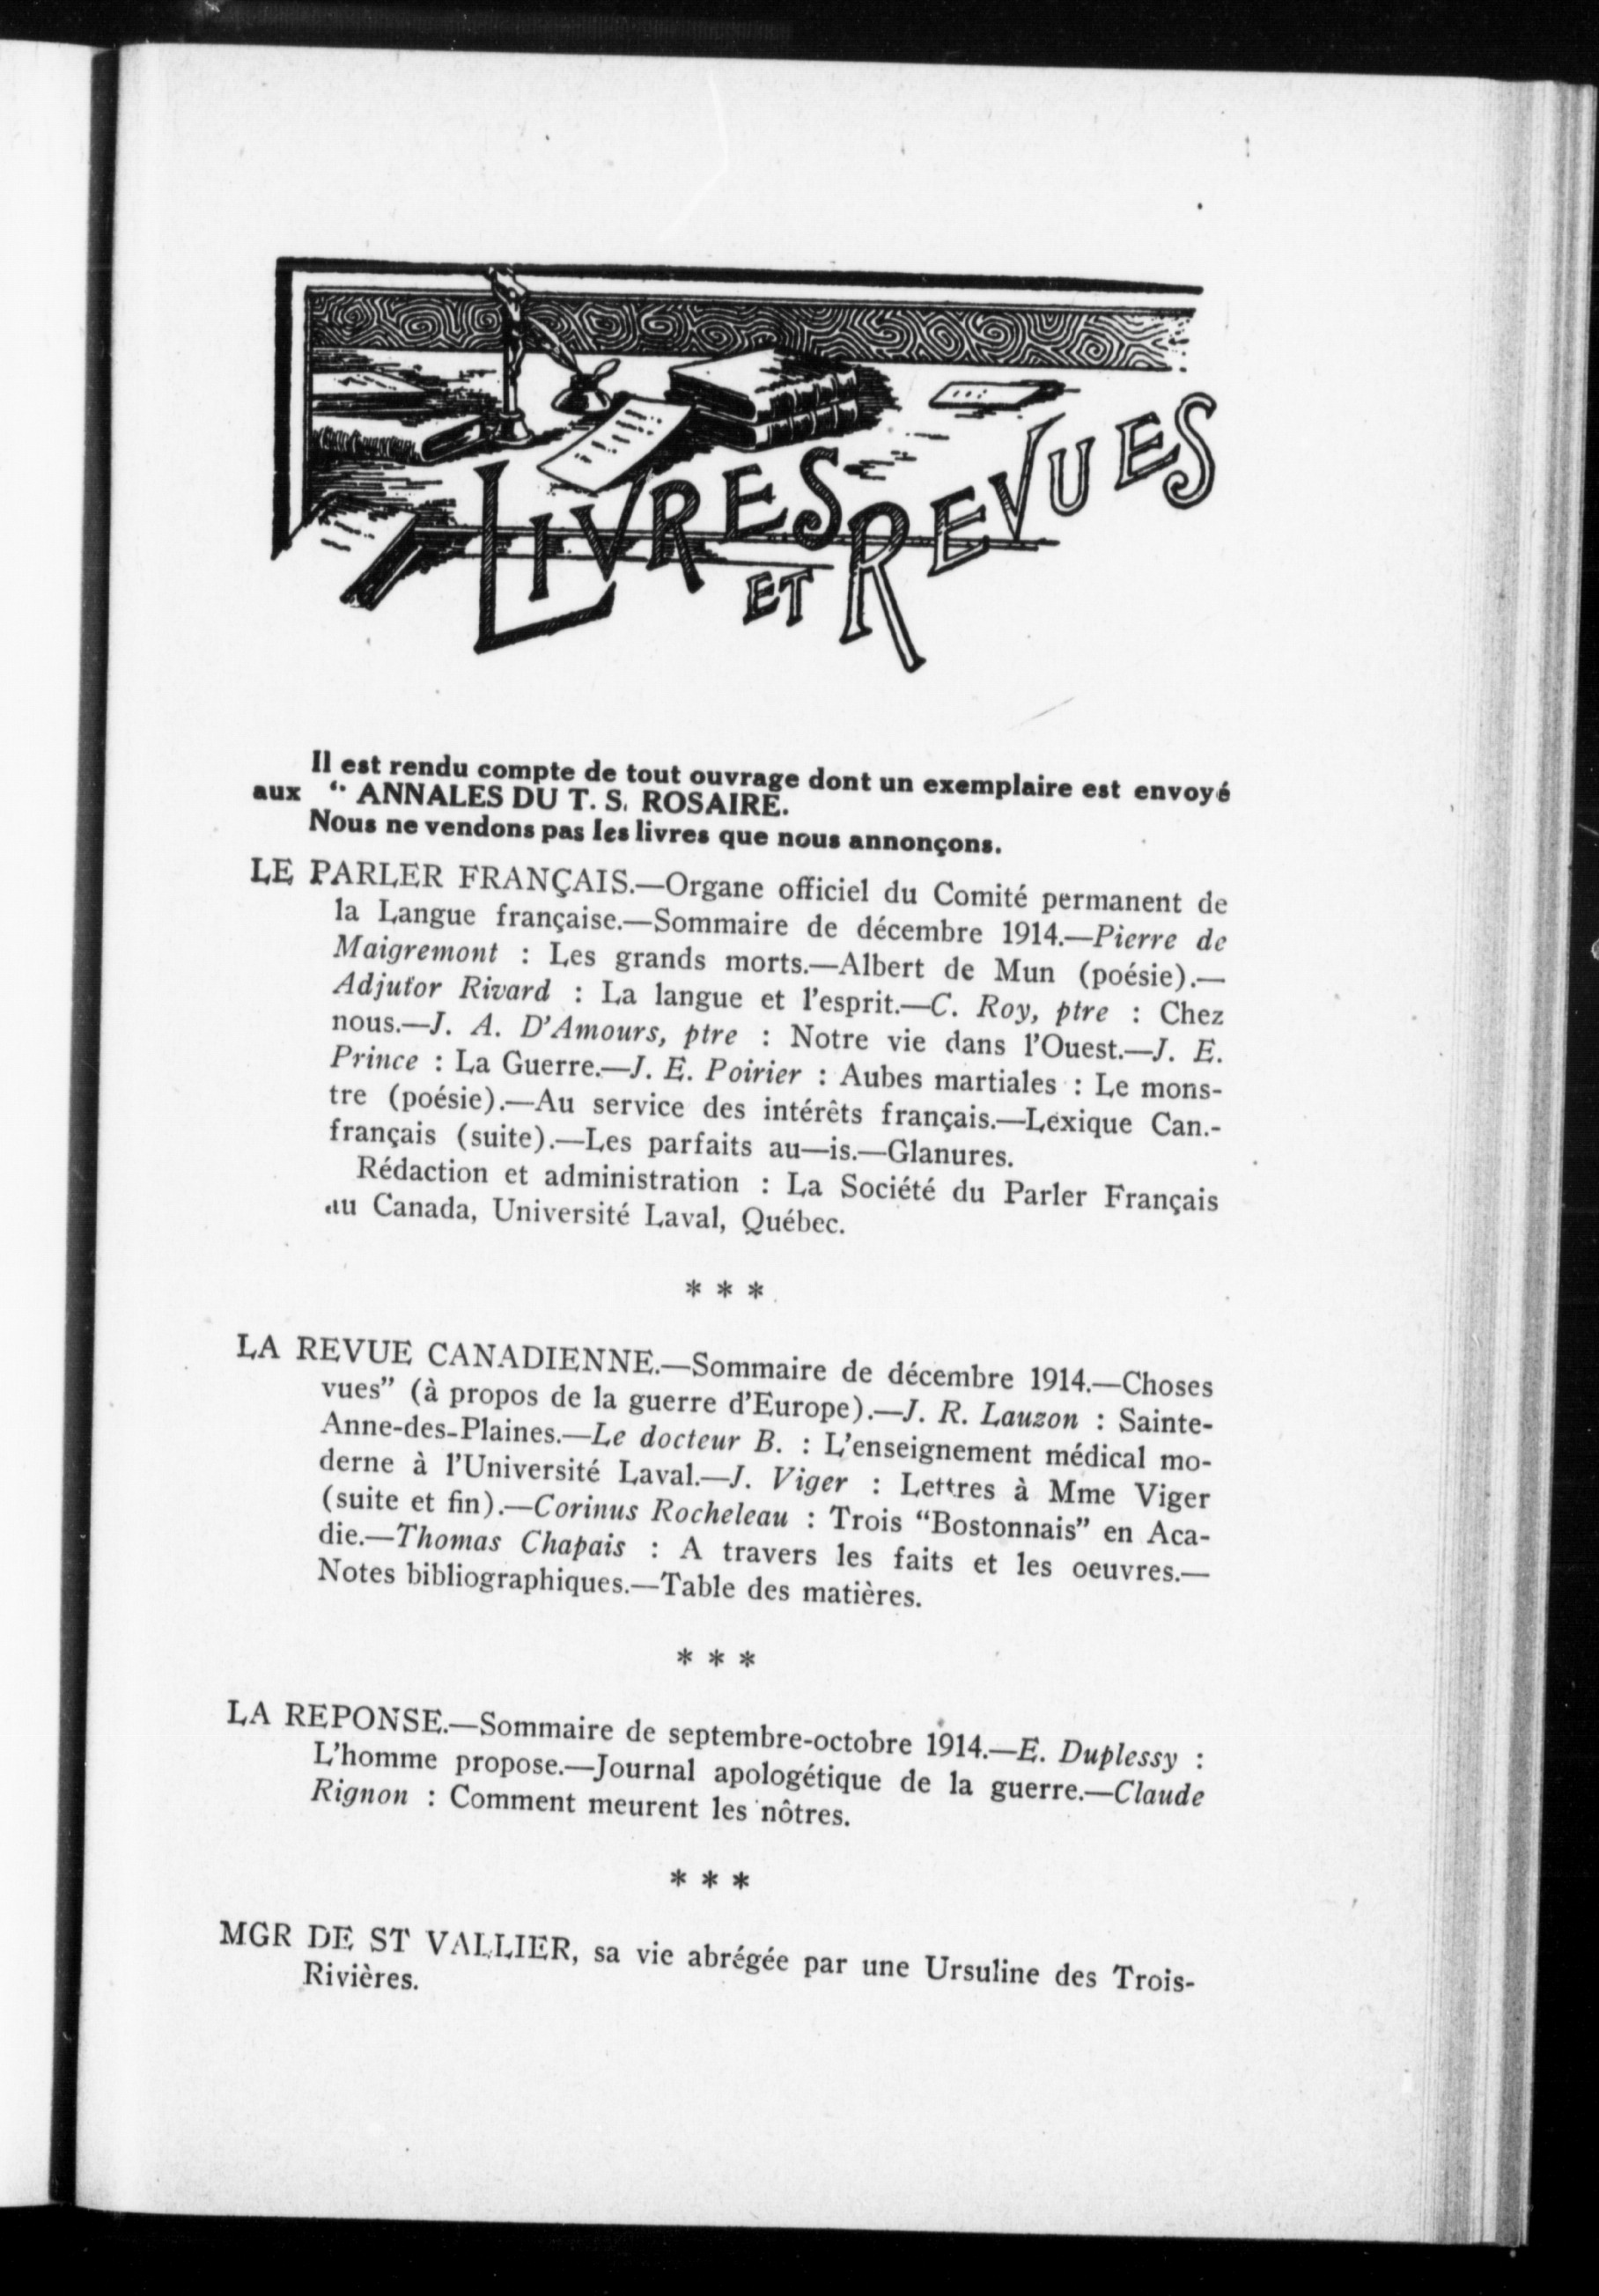 LIVRES ET REVUES
Il est rendu compte de tout ouvrage dont un exemplaire est envoyé
aux " ANNALES DU T. S. ROSAIRE.
Nous ne vendons pas les livres que nous annonçons.
LE PARLER FRANÇAIS.—Organe officiel du Comité permanent de
la Langue française.—Sommaire de décembre 1914.—Pierre de
Maigremont : Les grands morts.—Albert de Mun (poésie).—
Adjutor Rivard : La langue et l'esprit.—C. Roy, ptre : Chez
nous.—J. A. D'Amours, ptre : Notre vie dans l'Ouest.—J. E.
Prince : La Guerre.—J. E. Poirier : Aubes martiales : Le mons-
tre (poésie).—Au service des intérêts français.—Lexique Can.-
français (suite).—Les parfaits au—is.—Glanures.
Rédaction et administration : La Société du Parler Français
au Canada, Université Laval, Québec.
* * *
LA REVUE CANADIENNE.—Sommaire de décembre 1914.—Choses
vues" (à propos de la guerre d'Europe).—J. R. Lauzon : Sainte-
Anne-des-Plaines.—Le docteur B. : L'enseignement médical mo-
derne à l'Université Laval.—J. Viger : Lettres à Mme Viger
(suite et fin).—Corinus Rocheleau : Trois "Bostonnais" en Aca-
die.—Thomas Chapais : A travers les faits et les oeuvres.—
Notes bibliographiques.—Table des matières.
* * *
LA REPONSE.—Sommaire de septembre-octobre 1914.—E. Duplessy :
L'homme propose.—Journal apologétique de la guerre.—Claude
Rignon : Comment meurent les nôtres.
* * *
MGR DE ST VALLIER, sa vie abrégée par une Ursuline des Trois-
Rivières.